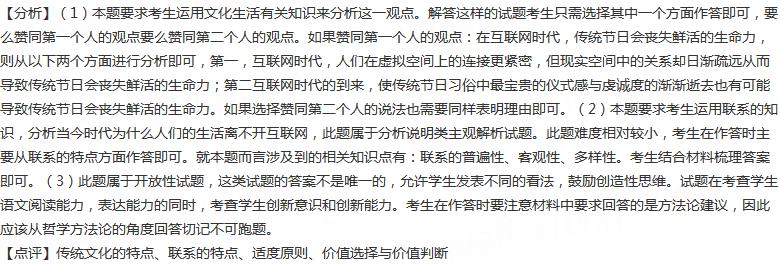 【分析】（1）本题要求考生运用文化生活有关知识来分析这一观点。解答这样的试题考生只需选择其中一个方面作答即可，要
么赞同第一个人的观点要么赞同第二个人的观点。如果赞同第一个人的观点：在互联网时代，传统节日会丧失鲜活的生命力，
则从以下两个方面进行分析即可，第一，互联网时代，人们在虚拟空间上的连接更紧密，但现实空间中的关系却日渐疏远从而
导致传统节日会丧失鲜活的生命力；第二互联网时代的到来，使传统节日习俗中最宝贵的仪式感与虔诚度的渐渐逝去也有可能
导致传统节日会丧失鲜活的生命力。如果选择赞同第二个人的说法也需要同样表明理由即可。（2）本题要求考生运用联系的知
识，分析当今时代为什么人们的生活离不开互联网，此题属于分析说明类主观解析试题。此题难度相对较小，考生在作答时主
要从联系的特点方面作答即可。就本题而言涉及到的相关知识点有：联系的普遍性、客观性、多样性。考生结合材料梳理答案
即可。（3）此题属于开放性试题，这类试题的答案不是唯一的，允许学生发表不同的看法，鼓励创造性思维。试题在考查学生
语文阅读能力，表达能力的同时，考查学生创新意识和创新能力。考生在作答时要注意材料中要求回答的是方法论建议，因此
应该从哲学方法论的角度回答切记不可跑题。
【点评】传统文化的特点、联系的特点、适度原则、价值选择与价值判断